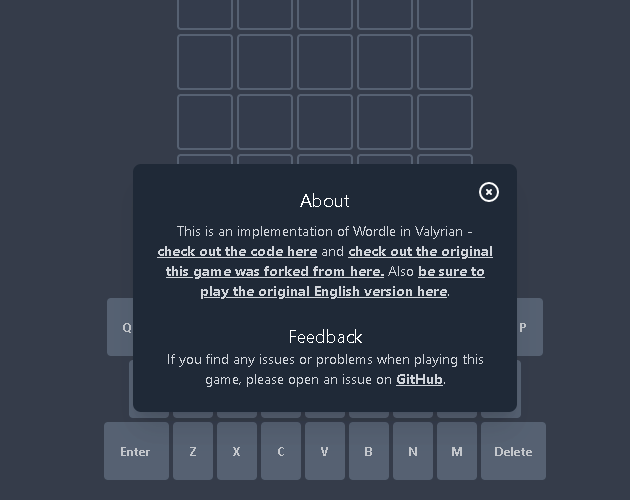 About
This is an implementation of Wordle in Valyrian -
check out the code here and check out the original
this game was forked from here. Also be sure to
play the original English version here.
Feedback
If you find any issues or problems when playing this
game, please open an issue on GitHub.
Q P
Enter Z X C V B N M Delete